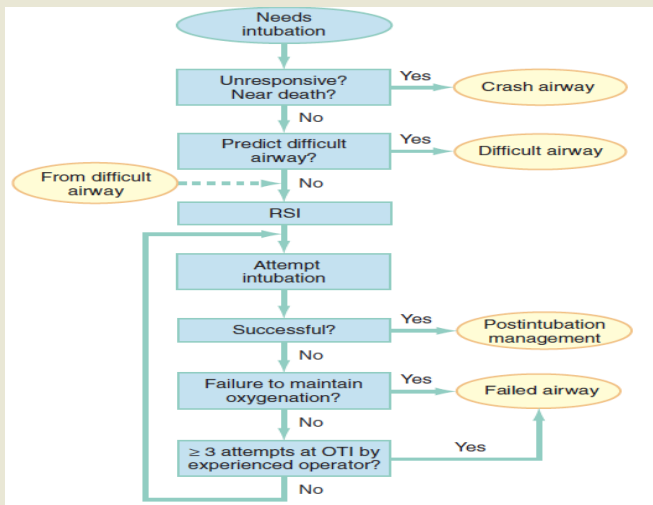 Needs
intubation
Unresponsive?
Near death?
Yes
Crash airway
No
Predict difficult
airway?
Yes
Difficult airway
From difficult
airway
No
RSI
Attempt
intubation
Successful?
Yes
Postintubation
management
No
Failure to maintain
oxygenation?
Yes
Failed airway
No
≥ 3 attempts at OTI by
experienced operator?
Yes
No